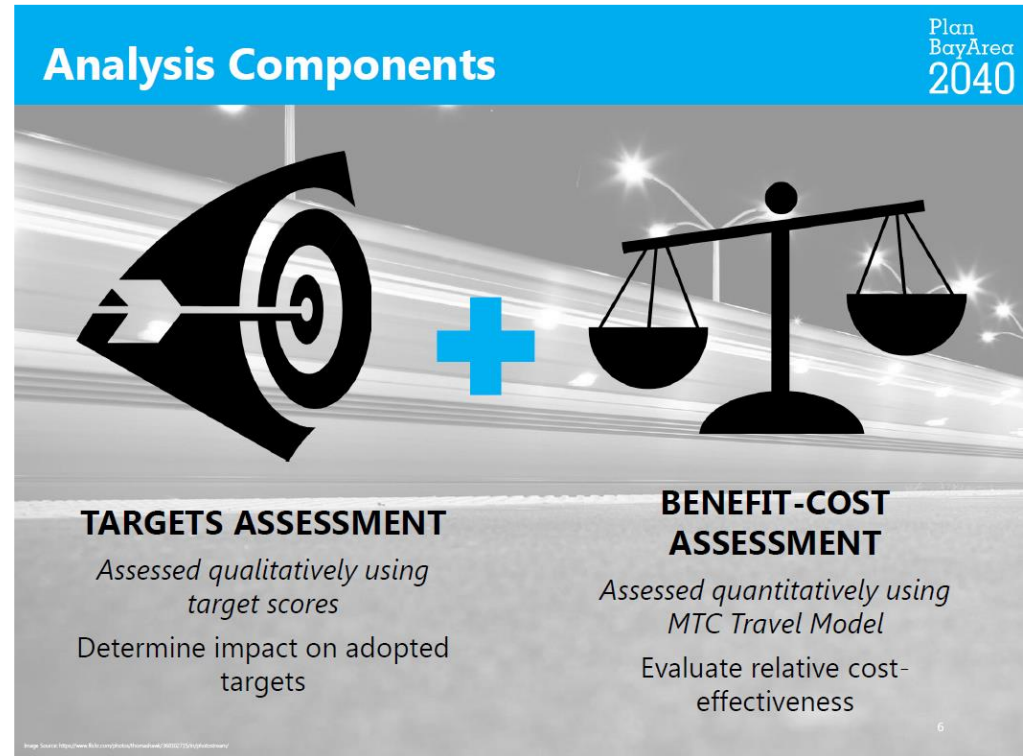 Analysis Components
Plan
BayArea
2040
TARGETS ASSESSMENT
Assessed qualitatively using
target scores
Determine impact on adopted
targets
BENEFIT-COST
ASSESSMENT
Assessed quantitatively using
MTC Travel Model
Evaluate relative cost-
effectiveness
6